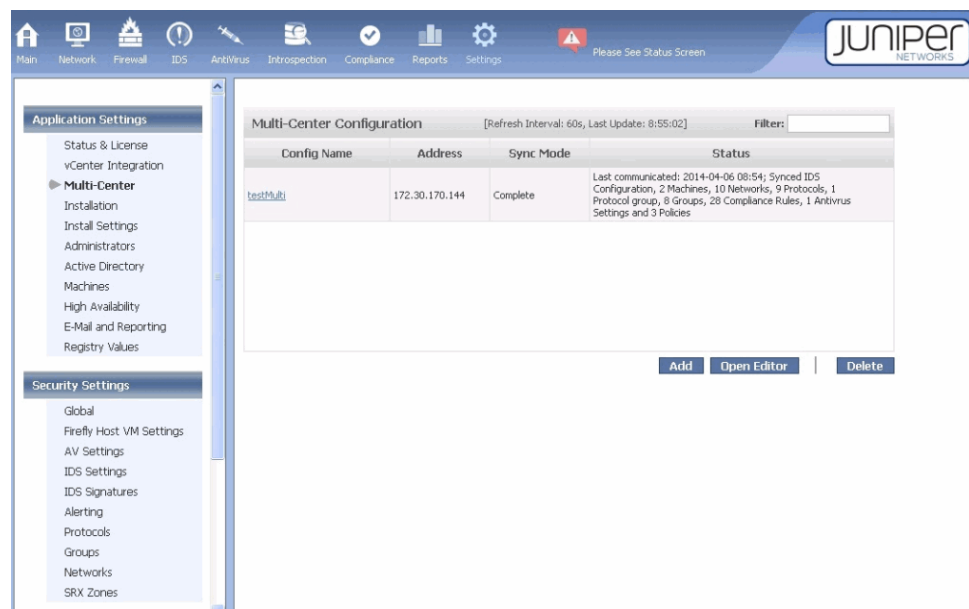 Main Network Firewall IDS AntiVirus Introspection Compliance Reports Settings
Please See Status Screen
JUNIPER
NETWORKS
Application Settings
Status & License
vCenter Integration
Multi-Center
Installation
Install Settings
Administrators
Active Directory
Machines
High Availability
E-Mail and Reporting
Registry Values
Security Settings
Global
Firefly Host VM Settings
AV Settings
IDS Settings
IDS Signatures
Alerting
Protocols
Groups
Networks
SRX Zones
Multi-Center Configuration [Refresh Interval: 60s, Last Update: 8:55:02] Filter:
Config Name Address Sync Mode Status
testMulti 172.30.170.144 Complete
Last communicated: 2014-04-06 08:54; Synced IDS
Configuration, 2 Machines, 10 Networks, 9 Protocols, 1
Protocol group, 8 Groups, 28 Compliance Rules, 1 Antivrus
Settings and 3 Policies
Add Open Editor | Delete